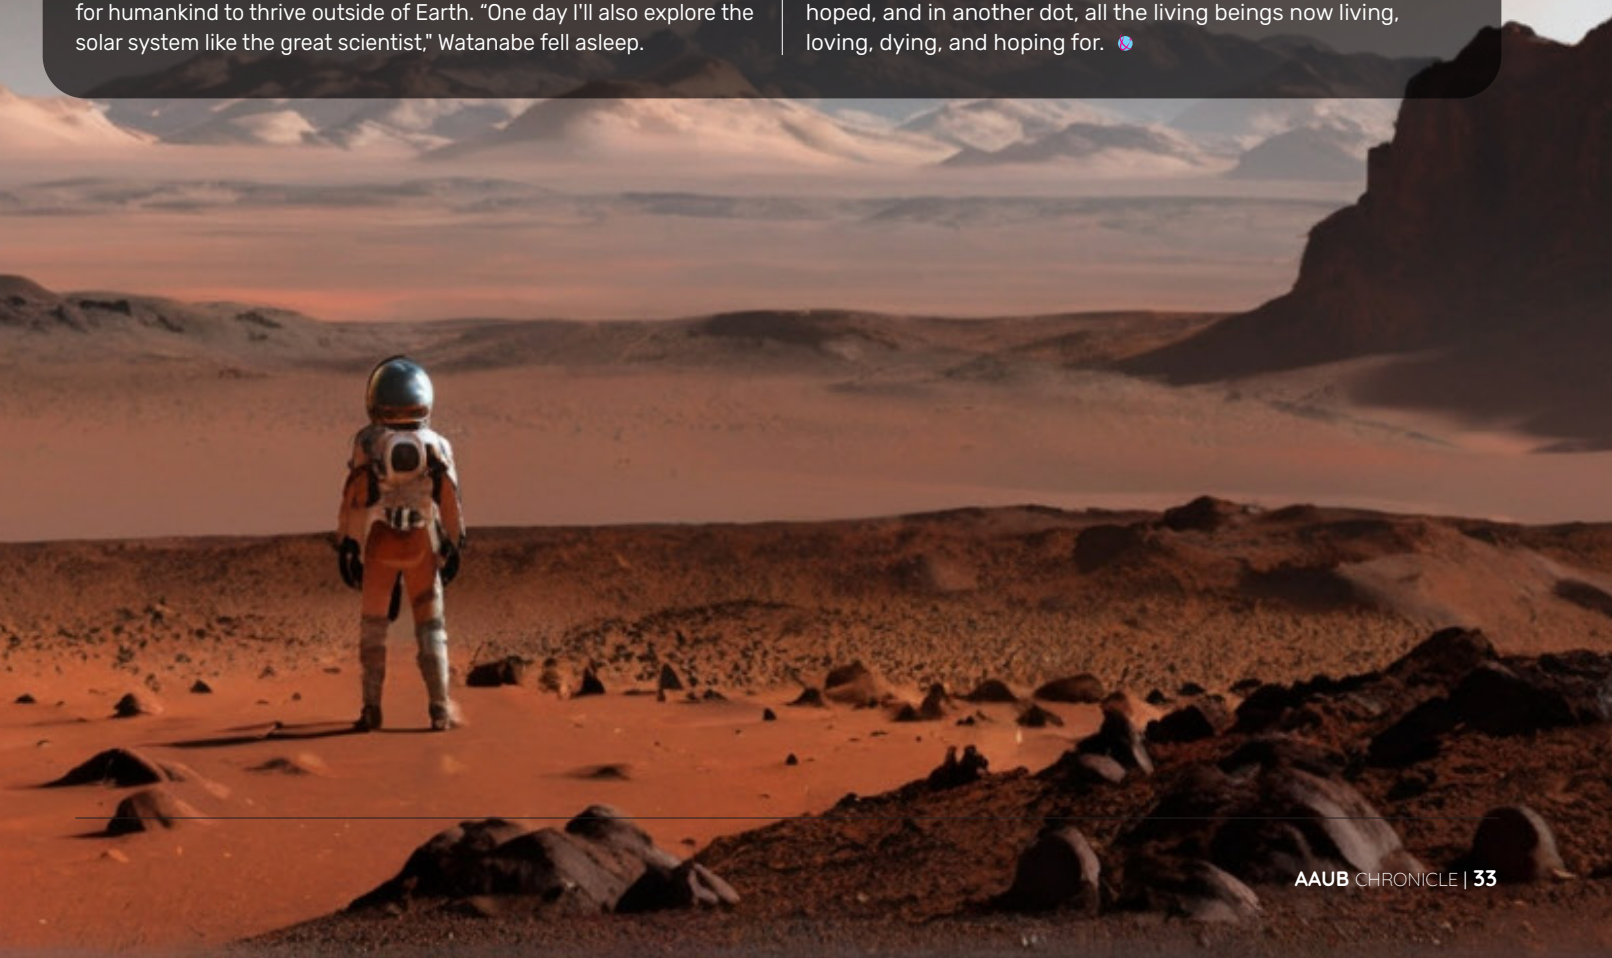 for humankind to thrive outside of Earth. “One day I'll also explore the
solar system like the great scientist," Watanabe fell asleep.
hoped, and in another dot, all the living beings now living,
loving, dying, and hoping for.
AAUB CHRONICLE | 33